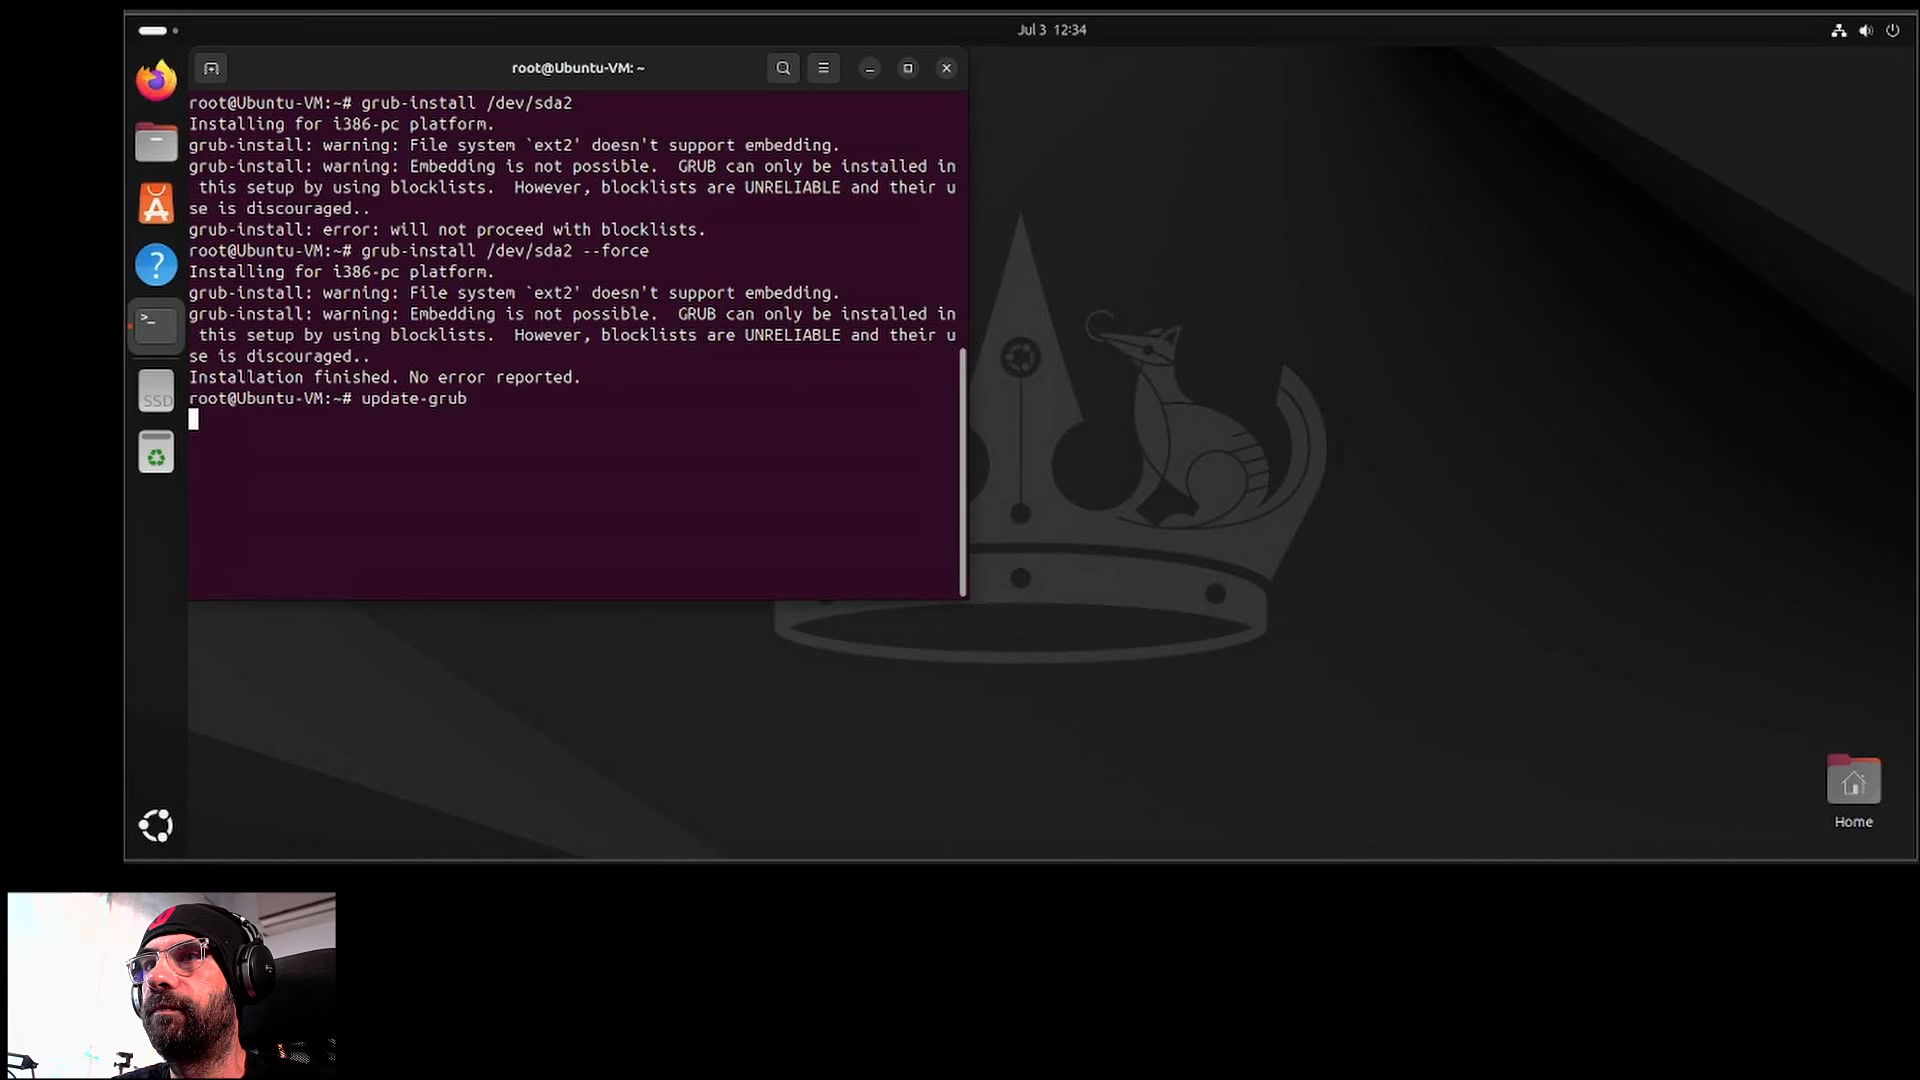 Jul 3 12:34
root@Ubuntu-VM: ~
root@Ubuntu-VM:~# grub-install /dev/sda2
Installing for i386-pc platform.
grub-install: warning: File system `ext2' doesn't support embedding.
grub-install: warning: Embedding is not possible.  GRUB can only be installed in
 this setup by using blocklists.  However, blocklists are UNRELIABLE and their u
se is discouraged..
grub-install: error: will not proceed with blocklists.
root@Ubuntu-VM:~# grub-install /dev/sda2 --force
Installing for i386-pc platform.
grub-install: warning: File system `ext2' doesn't support embedding.
grub-install: warning: Embedding is not possible.  GRUB can only be installed in
 this setup by using blocklists.  However, blocklists are UNRELIABLE and their u
se is discouraged..
Installation finished. No error reported.
root@Ubuntu-VM:~# update-grub
SSD
Home